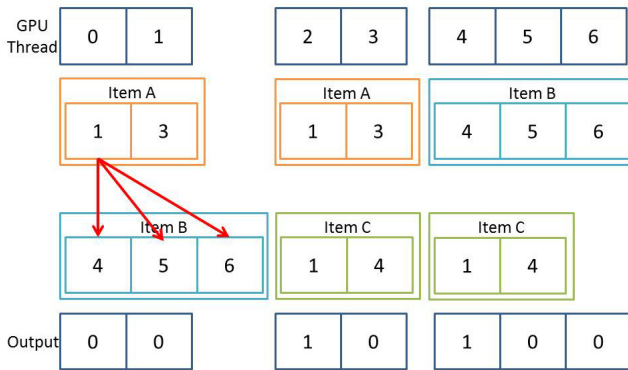 GPU Thread 0 1 2 3 4 5 6
Item A Item A Item B
1 3 1 3 4 5 6
Item B Item C Item C
4 5 6 1 4 1 4
Output 0 0 1 0 1 0 0